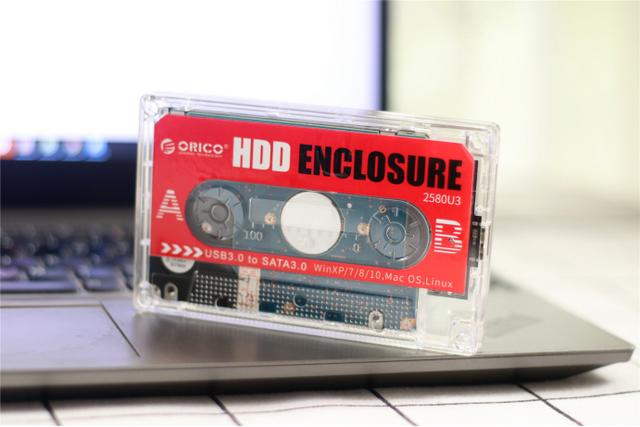 ORICO®
HDD ENCLOSURE
2580U3
A
B
100
0
USB3.0 to SATA3.0 WinXP/7/8/10,Mac OS,Linux